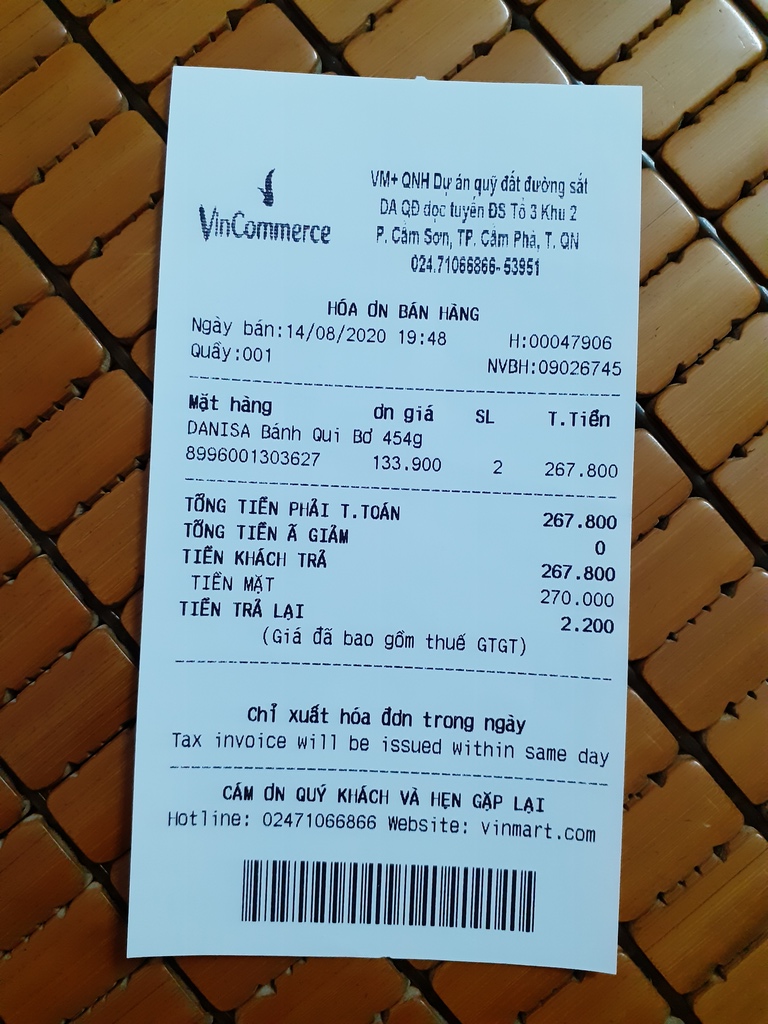 VinCommerce
VM+ QNH Dự án quỹ đất đường sắt
DA QĐ dọc tuyến ĐS Tổ 3 Khu 2
P. Cẩm Sơn, TP. Cẩm Phả, T. QN
024.71066866-53951
HÓA ƠN BÁN HÀNG
Ngày bán:14/08/2020 19:48 H:00047906
Quầy:001 NVBH:09026745
Mặt hàng ơn giá SL T.Tiền
DANISA Bánh Qui Bơ 454g
8996001303627 133.900 2 267.800
TỔNG TIỀN PHẢI T.TOÁN 267.800
TỔNG TIỀN Ã GIẢM 0
TIỀN KHÁCH TRẢ 267.800
TIỀN MẶT 270.000
TIỀN TRẢ LẠI 2.200
(Giá đã bao gồm thuế GTGT)
Chỉ xuất hóa đơn trong ngày
Tax invoice will be issued within same day
CÁM ƠN QUÝ KHÁCH VÀ HẸN GẶP LẠI
Hotline: 02471066866 Website: vinmart.com